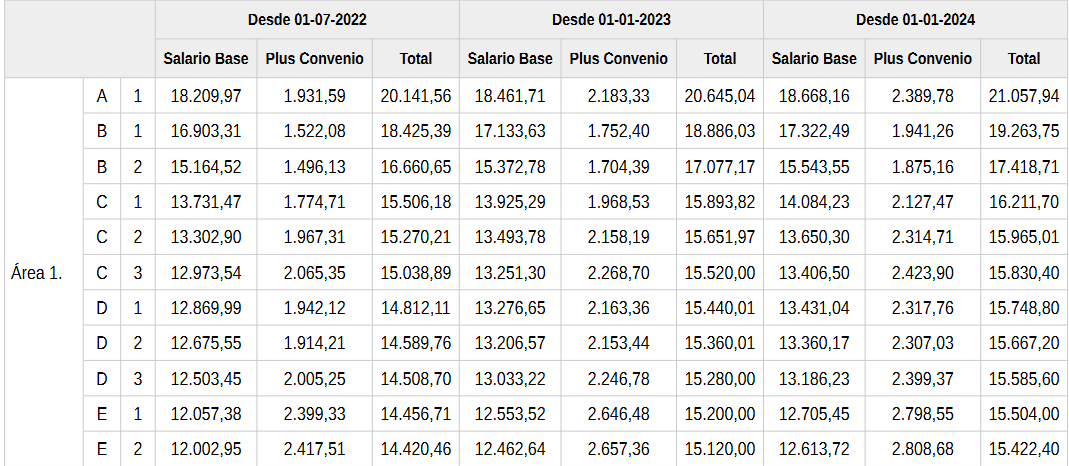 Desde 01-07-2022 Desde 01-01-2023 Desde 01-01-2024
Salario Base Plus Convenio Total Salario Base Plus Convenio Total Salario Base Plus Convenio Total
A 1 18.209,97 1.931,59 20.141,56 18.461,71 2.183,33 20.645,04 18.668,16 2.389,78 21.057,94
B 1 16.903,31 1.522,08 18.425,39 17.133,63 1.752,40 18.886,03 17.322,49 1.941,26 19.263,75
B 2 15.164,52 1.496,13 16.660,65 15.372,78 1.704,39 17.077,17 15.543,55 1.875,16 17.418,71
C 1 13.731,47 1.774,71 15.506,18 13.925,29 1.968,53 15.893,82 14.084,23 2.127,47 16.211,70
C 2 13.302,90 1.967,31 15.270,21 13.493,78 2.158,19 15.651,97 13.650,30 2.314,71 15.965,01
Área 1. C 3 12.973,54 2.065,35 15.038,89 13.251,30 2.268,70 15.520,00 13.406,50 2.423,90 15.830,40
D 1 12.869,99 1.942,12 14.812,11 13.276,65 2.163,36 15.440,01 13.431,04 2.317,76 15.748,80
D 2 12.675,55 1.914,21 14.589,76 13.206,57 2.153,44 15.360,01 13.360,17 2.307,03 15.667,20
D 3 12.503,45 2.005,25 14.508,70 13.033,22 2.246,78 15.280,00 13.186,23 2.399,37 15.585,60
E 1 12.057,38 2.399,33 14.456,71 12.553,52 2.646,48 15.200,00 12.705,45 2.798,55 15.504,00
E 2 12.002,95 2.417,51 14.420,46 12.462,64 2.657,36 15.120,00 12.613,72 2.808,68 15.422,40